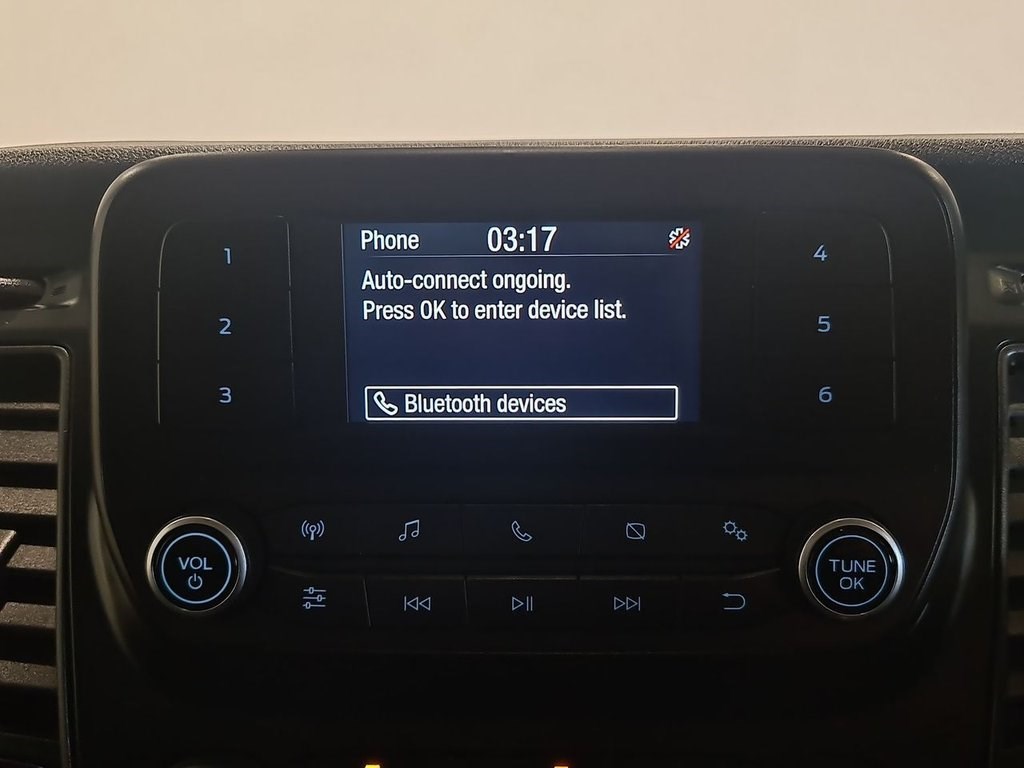 1
2
3
Phone 03:17
Auto-connect ongoing.
Press OK to enter device list.
Bluetooth devices
4
5
6
VOL
TUNE
OK